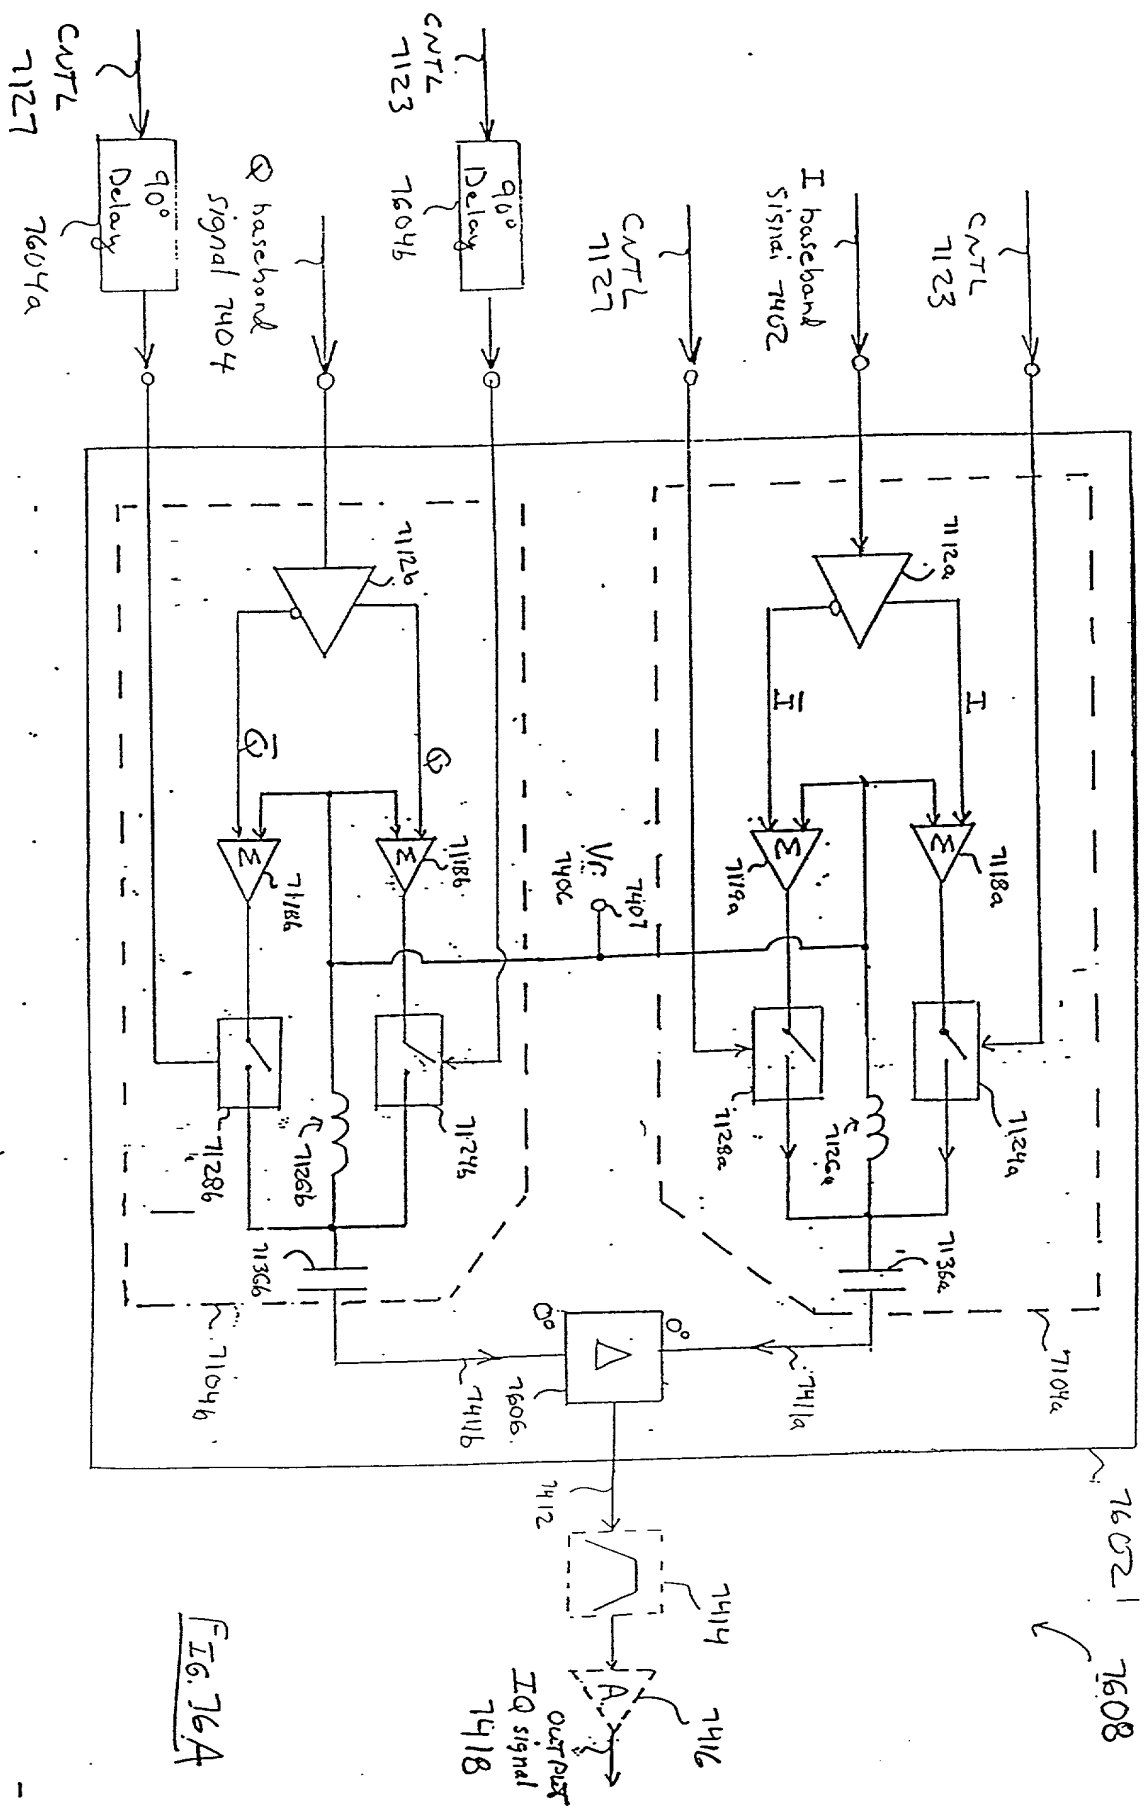 7608
76021
CNTL
7123
I baseband
Signal 7402
CNTL
7127
7112a
I
I̅
Σ
7118a
Σ
7119a
7124a
7128a
7126a
7136a
7104a
7407
Vr
7406
CNTL
7123
90°
Delay
7604b
Q baseband
Signal 7404
CNTL
7127
90°
Delay
7604a
7112b
Q
Q̅
Σ
7118b
Σ
7124b
7128b
7126b
7136b
7104b
0°
0°
7606
7411a
7411b
7412
7414
A
7416
OUTPUT
IQ signal
7418
FIG. 76A